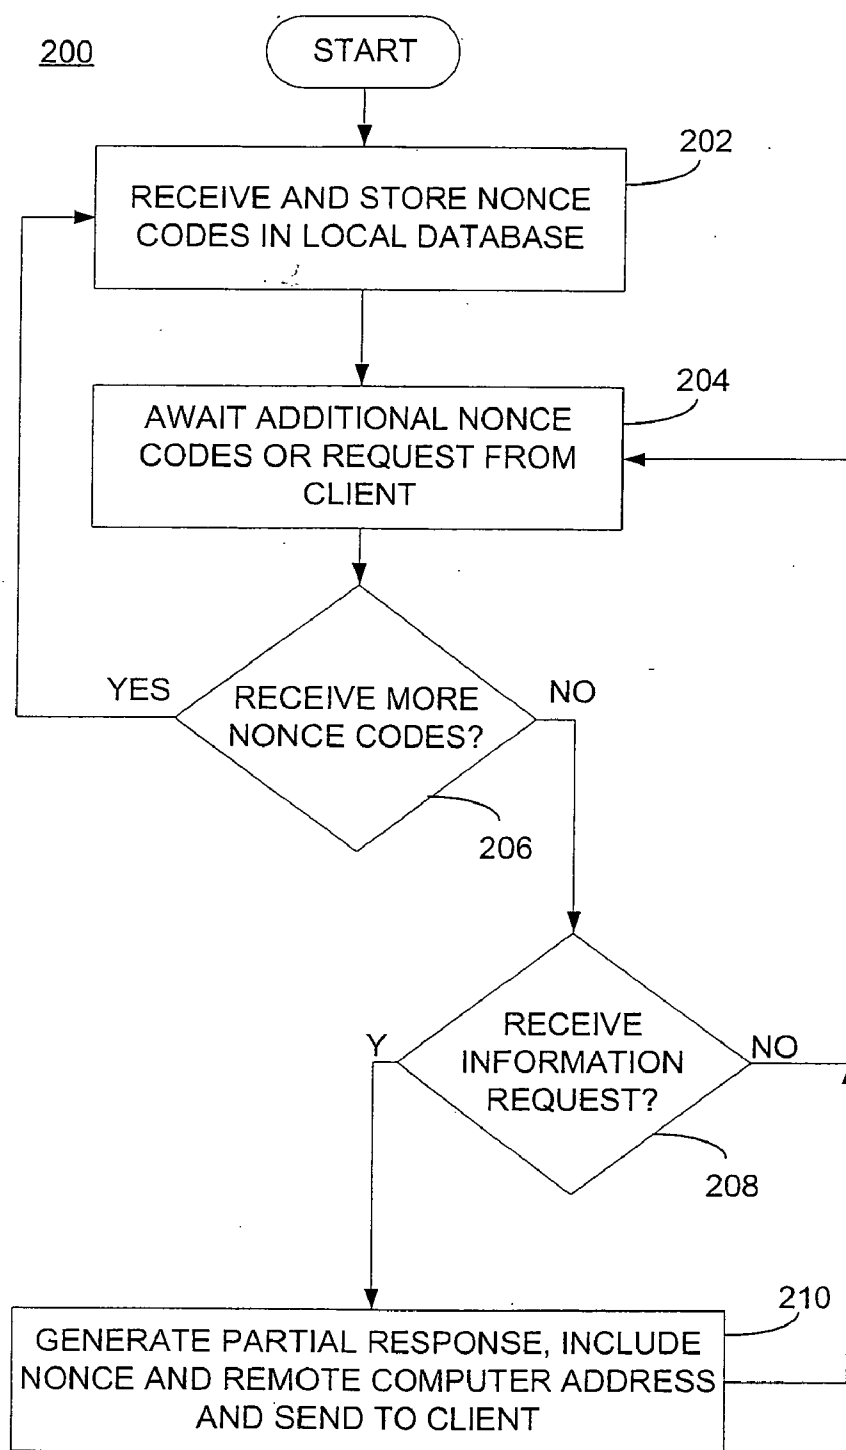 200
START
202
RECEIVE AND STORE NONCE
CODES IN LOCAL DATABASE
204
AWAIT ADDITIONAL NONCE
CODES OR REQUEST FROM
CLIENT
YES
RECEIVE MORE
NONCE CODES?
NO
206
Y
RECEIVE
INFORMATION
REQUEST?
NO
208
210
GENERATE PARTIAL RESPONSE, INCLUDE
NONCE AND REMOTE COMPUTER ADDRESS
AND SEND TO CLIENT